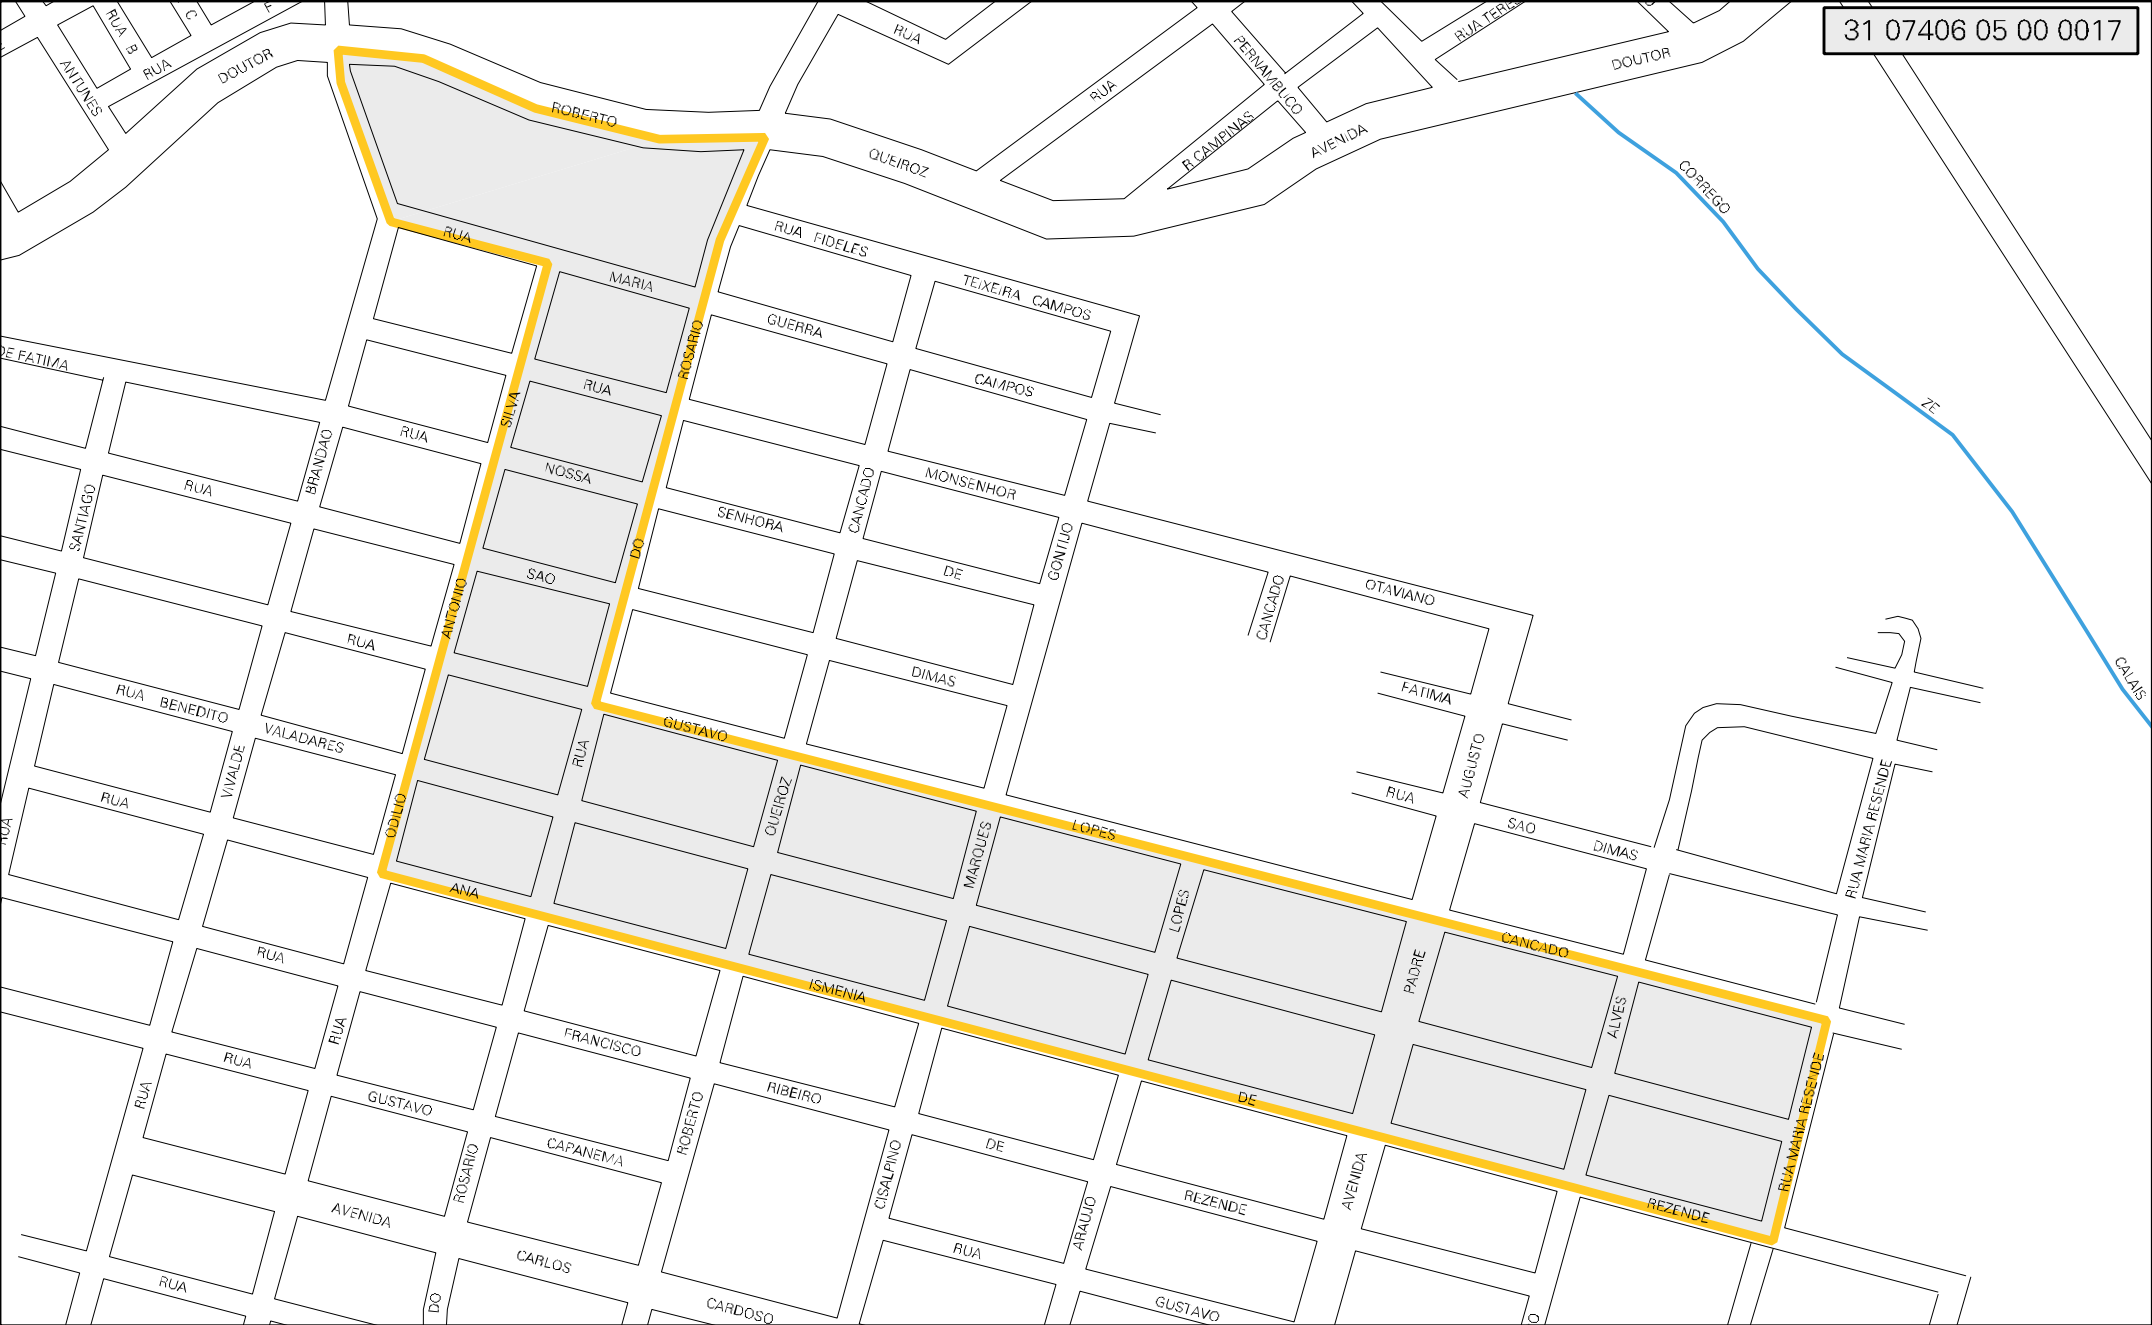 31 07406 05 00 0017
RUA B
C
RUA
ANTUNES
DOUTOR
ROBERTO
RUA
RUA
PERNAMBUCO
R CAMPINAS
AVENIDA
DOUTOR
QUEIROZ
CORREGO
ZE
CALAIS
RUA
MARIA
RUA FIDELES
TEIXEIRA CAMPOS
GUERRA
CAMPOS
ROSARIO
DE FATIMA
SILVA
RUA
RUA
NOSSA
BRANDAO
SANTIAGO
RUA
CANCADO
MONSENHOR
SENHORA
DO
SAO
DE
GONTIJO
CANCADO
OTAVIANO
ANTONIO
RUA
DIMAS
FATIMA
RUA BENEDITO
VALADARES
VIVALDE
RUA
GUSTAVO
RUA
QUEIROZ
AUGUSTO
RUA
SAO
DIMAS
RUA MARIA RESENDE
RUA
ODILIO
LOPES
MARQUES
ANA
LOPES
CANCADO
PADRE
ALVES
RUA
ISMENIA
RUA
FRANCISCO
RUA
RUA
GUSTAVO
RIBEIRO
DE
RUA MARIA RESENDE
ROBERTO
CAPANEMA
ROSARIO
CISALPINO
DE
AVENIDA
REZENDE
REZENDE
AVENIDA
ARAUJO
CARLOS
RUA
RUA
DO
CARDOSO
GUSTAVO